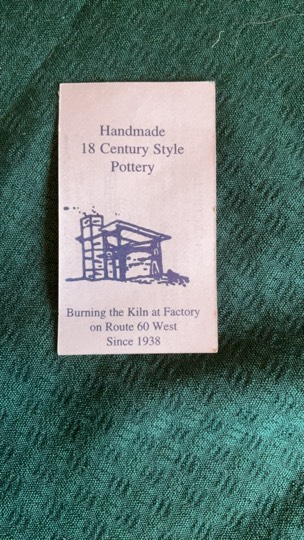 Handmade
18 Century Style
Pottery
Burning the Kiln at Factory
on Route 60 West
Since 1938